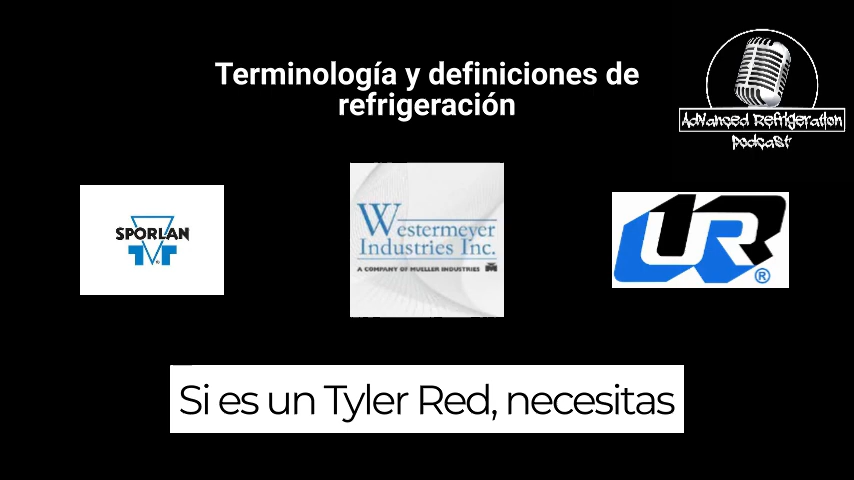 Terminología y definiciones de
refrigeración
Advanced Refrigeration
Podcast
SPORLAN
Westermeyer
Industries Inc.
A COMPANY OF MUELLER INDUSTRIES
UR
®
Si es un Tyler Red, necesitas